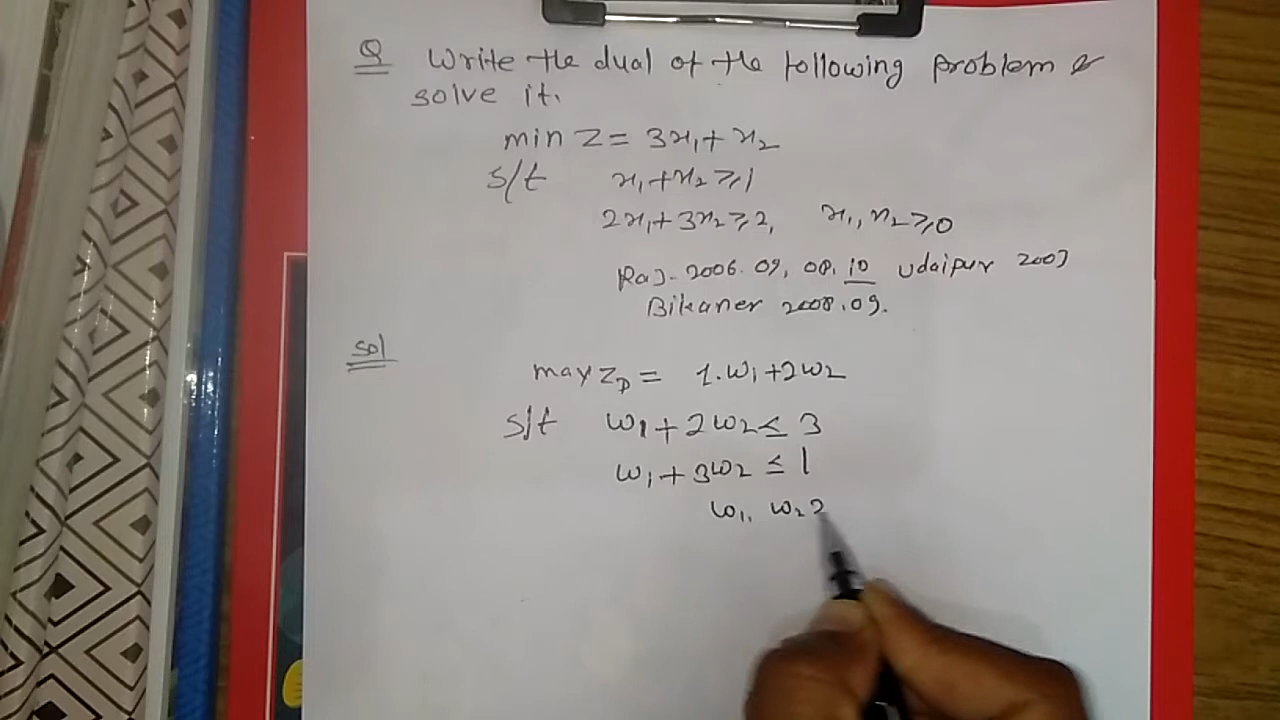 Q Write the dual of the following problem &
solve it.
min Z = 3x₁ + x₂
s/t x₁ + x₂ ≥ 1
2x₁ + 3x₂ ≥ 2, x₁, x₂ ≥ 0
Raj. 2006. 09, 08. 10 Udaipur 2007
Bikaner 2008.09.
Sol
max Z_D = 1.w₁ + 2w₂
s/t w₁ + 2w₂ ≤ 3
w₁ + 3w₂ ≤ 1
w₁, w₂